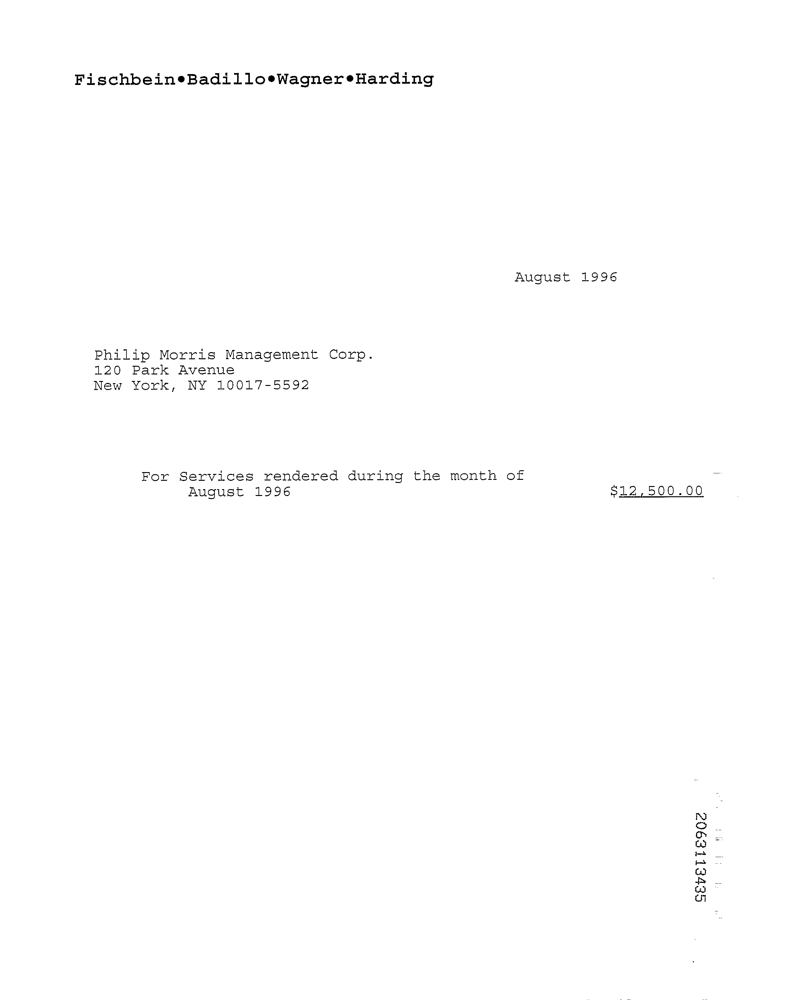 Fischbein•Badillo•Wagner•Harding
August 1996
Philip Morris Management Corp.
120 Park Avenue
New York, NY 10017-5592
For Services rendered during the month of
August 1996 $12,500.00
2063113435